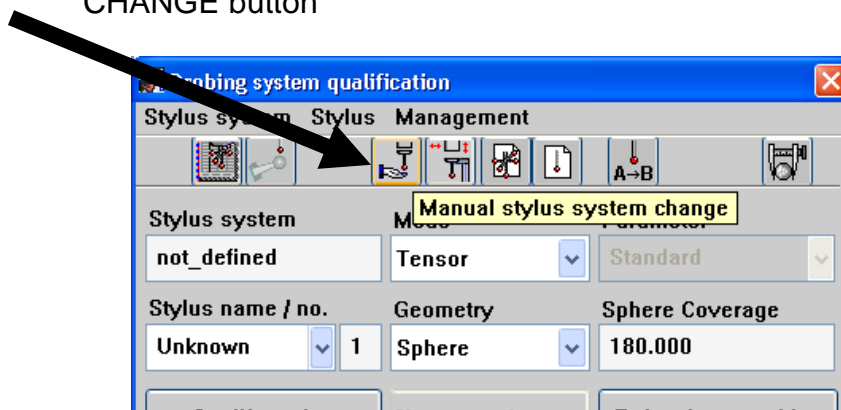 CHANGE button
Probing system qualification
Stylus system Stylus Management
A→B
Manual stylus system change
Stylus system
not_defined Tensor Standard
Stylus name / no. Geometry Sphere Coverage
Unknown 1 Sphere 180.000